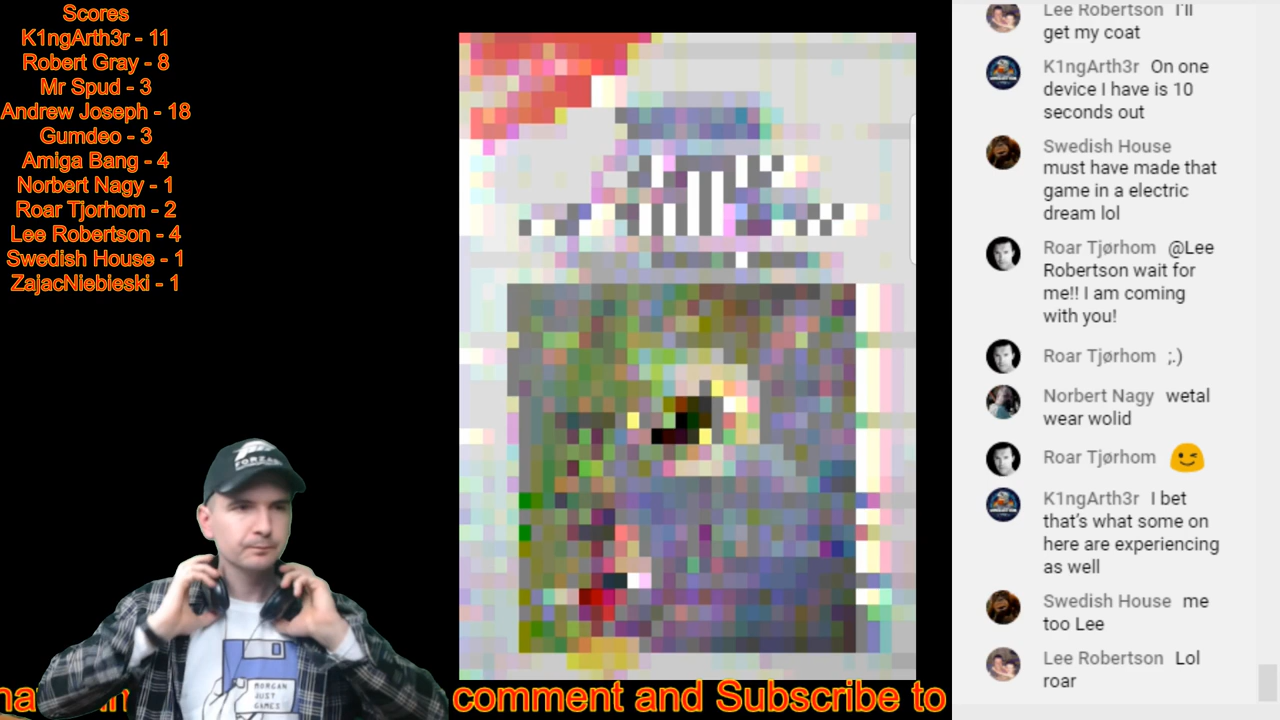 Scores
K1ngArth3r - 11
Robert Gray - 8
Mr Spud - 3
Andrew Joseph - 18
Gumdeo - 3
Amiga Bang - 4
Norbert Nagy - 1
Roar Tjorhom - 2
Lee Robertson - 4
Swedish House - 1
ZajacNiebieski - 1
FORZA
MORGAN
JUST
GAMES
comment and Subscribe to
Lee Robertson I'll
get my coat
K1ngArth3r On one
device I have is 10
seconds out
Swedish House
must have made that
game in a electric
dream lol
Roar Tjørhom @Lee
Robertson wait for
me!! I am coming
with you!
Roar Tjørhom ;.)
Norbert Nagy wetal
wear wolid
Roar Tjørhom
K1ngArth3r I bet
that's what some on
here are experiencing
as well
Swedish House me
too Lee
Lee Robertson Lol
roar